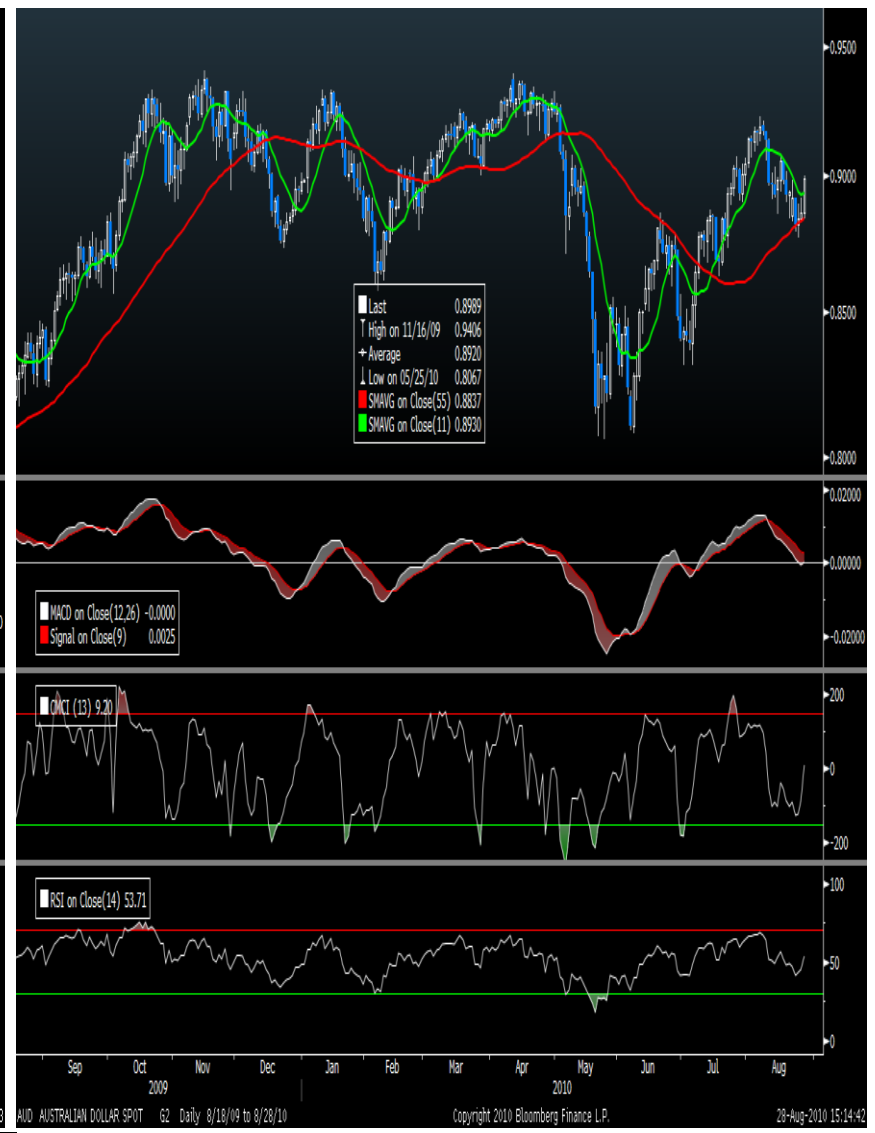 0.9500
0.9000
Last 0.8989
High on 11/16/09 0.9406
Average 0.8920
Low on 05/25/10 0.8067
SMAVG on Close(55) 0.8837
SMAVG on Close(11) 0.8930
0.8500
0.8000
0.02000
0.00000
MACD on Close(12,26) -0.0000
Signal on Close(9) 0.0025
-0.02000
CMCI (13) 9.20
200
0
-200
RSI on Close(14) 53.71
100
50
0
Sep Oct Nov Dec Jan Feb Mar Apr May Jun Jul Aug
2009 2010
AUD AUSTRALIAN DOLLAR SPOT G2 Daily 8/18/09 to 8/28/10 Copyright 2010 Bloomberg Finance L.P. 28-Aug-2010 15:14:42